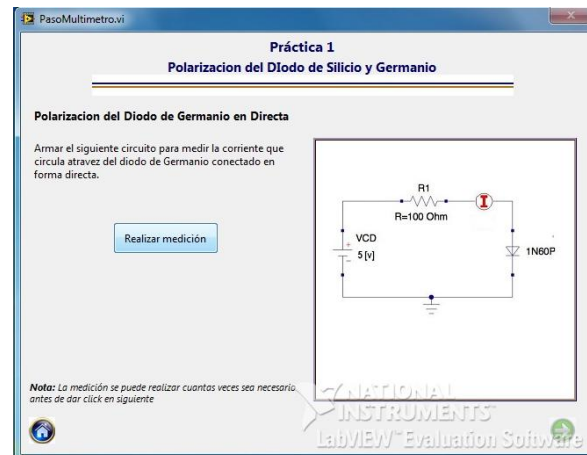 PasoMultimetro.vi
Práctica 1
Polarizacion del DIodo de Silicio y Germanio
Polarizacion del Diodo de Germanio en Directa
Armar el siguiente circuito para medir la corriente que
circula atravez del diodo de Germanio conectado en
forma directa.
Realizar medición
R1
R=100 Ohm
I
VCD
+
5 [v]
1N60P
Nota: La medición se puede realizar cuantas veces sea necesario
antes de dar click en siguiente
NATIONAL
INSTRUMENTS
LabVIEW™ Evaluation Software